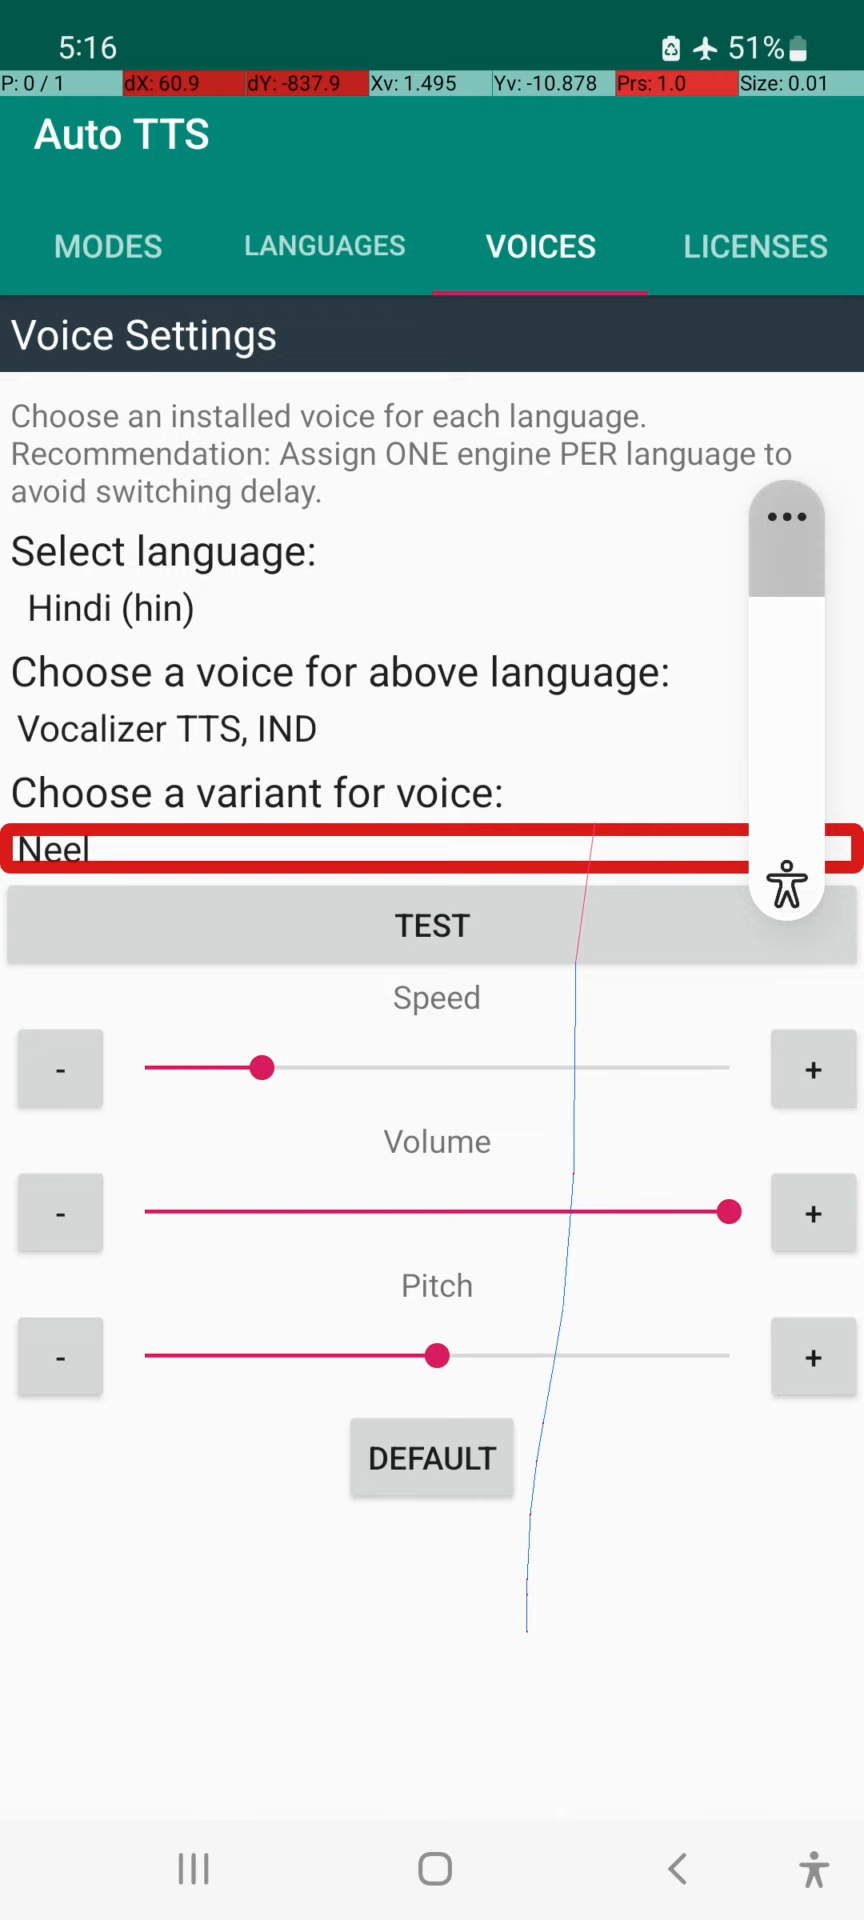 5:16
51%
P: 0 / 1 dX: 60.9 dY: -837.9 Xv: 1.495 Yv: -10.878 Prs: 1.0 Size: 0.01
Auto TTS
MODES LANGUAGES VOICES LICENSES
Voice Settings
Choose an installed voice for each language.
Recommendation: Assign ONE engine PER language to
avoid switching delay.
Select language:
Hindi (hin)
Choose a voice for above language:
Vocalizer TTS, IND
Choose a variant for voice:
Neel
TEST
Speed
- +
Volume
- +
Pitch
- +
DEFAULT